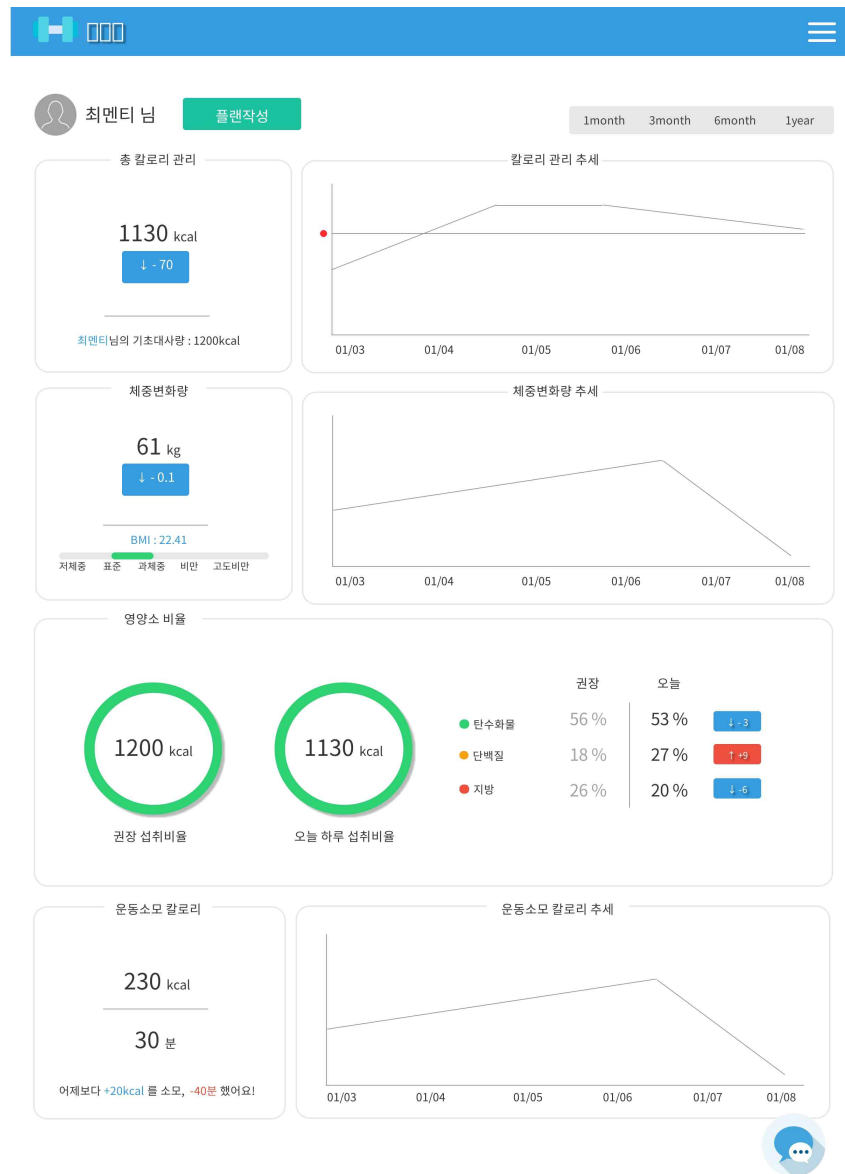 최멘티 님
플랜작성
1month 3month 6month 1year
총 칼로리 관리
1130 kcal
↓ - 70
최멘티님의 기초대사량 : 1200kcal
칼로리 관리 추세
01/03 01/04 01/05 01/06 01/07 01/08
체중변화량
61 kg
↓ - 0.1
BMI : 22.41
저체중 표준 과체중 비만 고도비만
체중변화량 추세
01/03 01/04 01/05 01/06 01/07 01/08
영양소 비율
1200 kcal
권장 섭취비율
1130 kcal
오늘 하루 섭취비율
권장 오늘
탄수화물 56 % 53 % ↓ - 3
단백질 18 % 27 % ↑ +9
지방 26 % 20 % ↓ -6
운동소모 칼로리
230 kcal
30 분
어제보다 +20kcal 를 소모, -40분 했어요!
운동소모 칼로리 추세
01/03 01/04 01/05 01/06 01/07 01/08